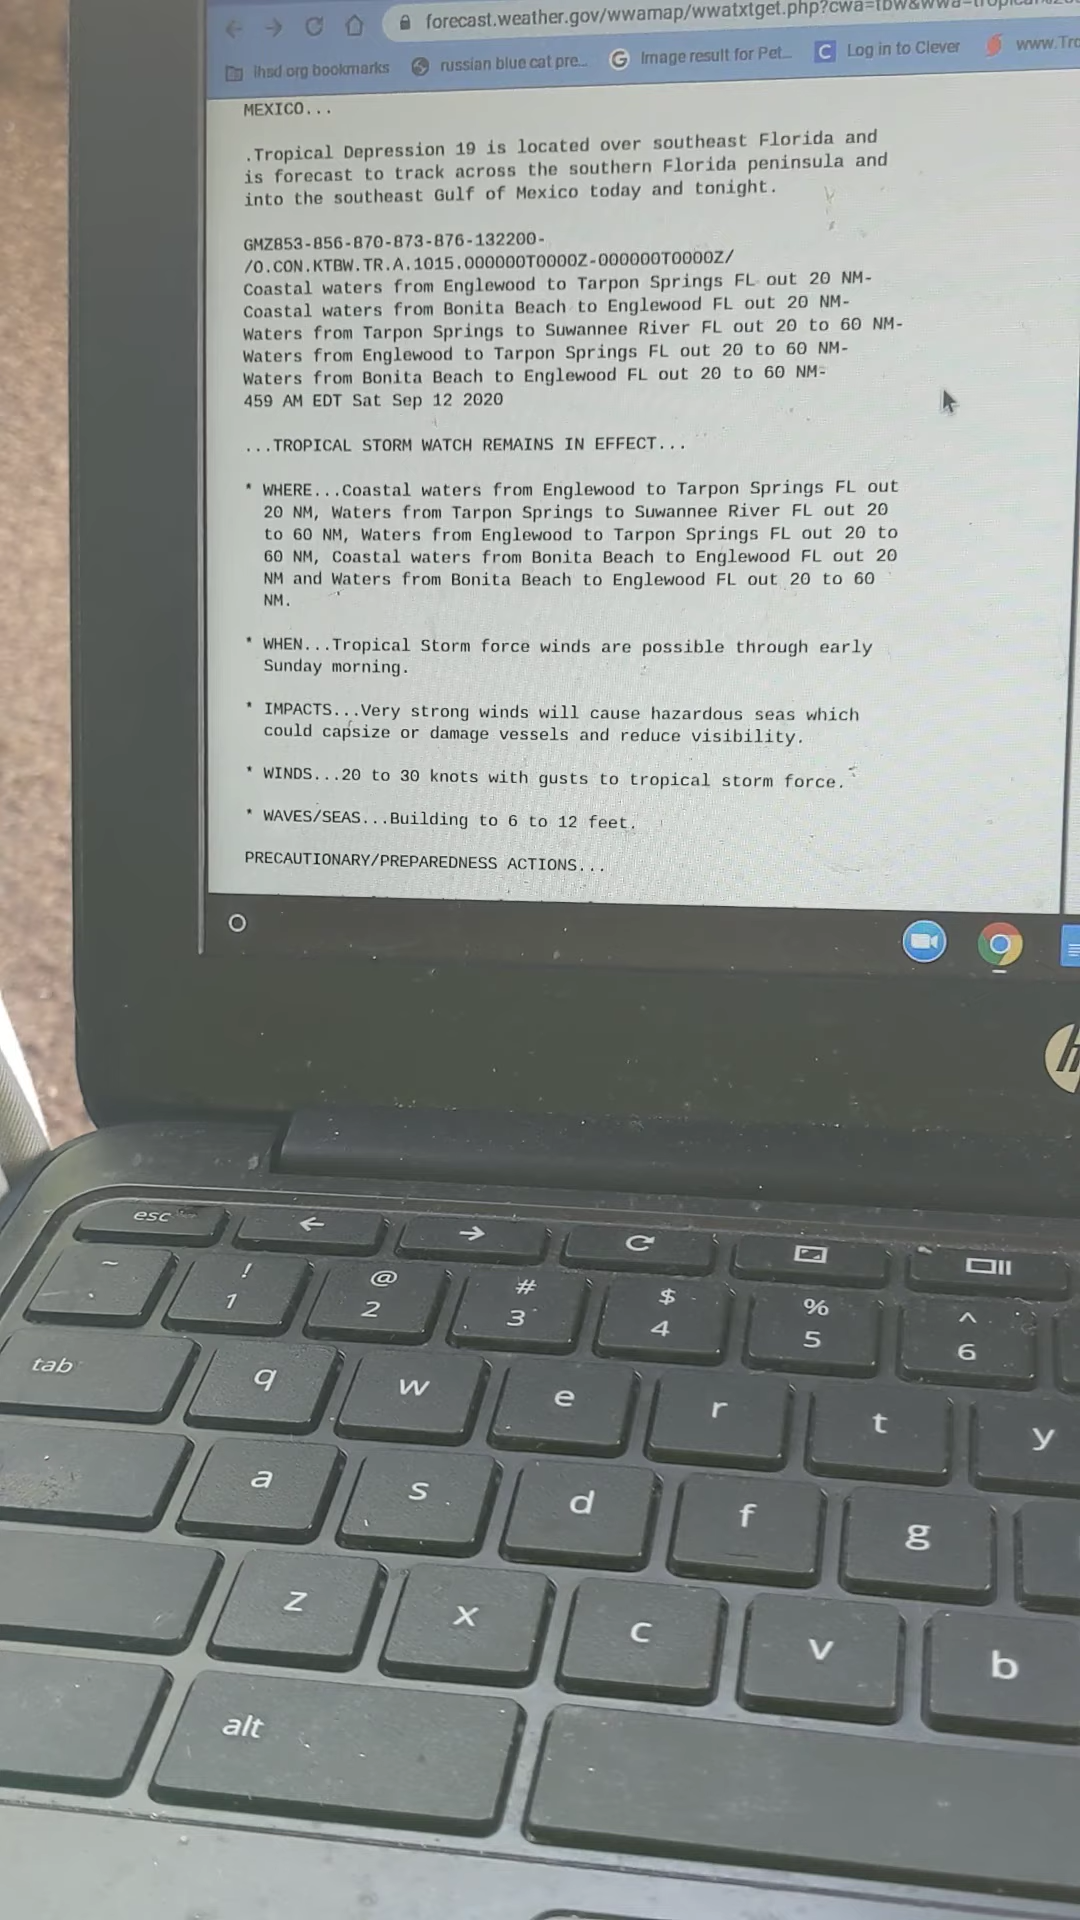 forecast.weather.gov/wwamap/wwatxtget.php?cwa=tbw&wwa=tropical%20s
lhsd org bookmarks russian blue cat pre... Image result for Pet... Log in to Clever www.Tro
MEXICO...
.Tropical Depression 19 is located over southeast Florida and
is forecast to track across the southern Florida peninsula and
into the southeast Gulf of Mexico today and tonight.
GMZ853-856-870-873-876-132200-
/O.CON.KTBW.TR.A.1015.000000T0000Z-000000T0000Z/
Coastal waters from Englewood to Tarpon Springs FL out 20 NM-
Coastal waters from Bonita Beach to Englewood FL out 20 NM-
Waters from Tarpon Springs to Suwannee River FL out 20 to 60 NM-
Waters from Englewood to Tarpon Springs FL out 20 to 60 NM-
Waters from Bonita Beach to Englewood FL out 20 to 60 NM-
459 AM EDT Sat Sep 12 2020
...TROPICAL STORM WATCH REMAINS IN EFFECT...
* WHERE...Coastal waters from Englewood to Tarpon Springs FL out
20 NM, Waters from Tarpon Springs to Suwannee River FL out 20
to 60 NM, Waters from Englewood to Tarpon Springs FL out 20 to
60 NM, Coastal waters from Bonita Beach to Englewood FL out 20
NM and Waters from Bonita Beach to Englewood FL out 20 to 60
NM.
* WHEN...Tropical Storm force winds are possible through early
Sunday morning.
* IMPACTS...Very strong winds will cause hazardous seas which
could capsize or damage vessels and reduce visibility.
* WINDS...20 to 30 knots with gusts to tropical storm force.
* WAVES/SEAS...Building to 6 to 12 feet.
PRECAUTIONARY/PREPAREDNESS ACTIONS...
hp
esc
~ ! @ # $ % ^
1 2 3 4 5 6
tab q w e r t y
a s d f g
z x c v b
alt